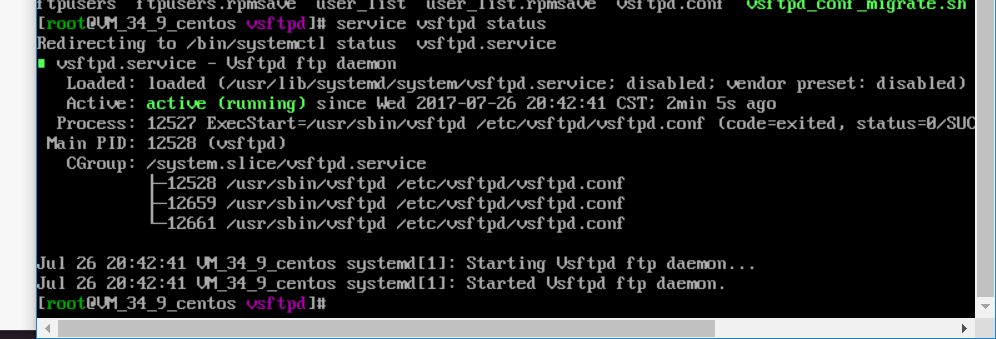 ftpusers  ftpusers.rpmsave  user_list  user_list.rpmsave  vsftpd.conf  vsftpd_conf_migrate.sh
[root@VM_34_9_centos vsftpd]# service vsftpd status
Redirecting to /bin/systemctl status  vsftpd.service
vsftpd.service - Vsftpd ftp daemon
Loaded: loaded (/usr/lib/systemd/system/vsftpd.service; disabled; vendor preset: disabled)
Active: active (running) since Wed 2017-07-26 20:42:41 CST; 2min 5s ago
Process: 12527 ExecStart=/usr/sbin/vsftpd /etc/vsftpd/vsftpd.conf (code=exited, status=0/SUC
Main PID: 12528 (vsftpd)
CGroup: /system.slice/vsftpd.service
├─12528 /usr/sbin/vsftpd /etc/vsftpd/vsftpd.conf
├─12659 /usr/sbin/vsftpd /etc/vsftpd/vsftpd.conf
└─12661 /usr/sbin/vsftpd /etc/vsftpd/vsftpd.conf
Jul 26 20:42:41 VM_34_9_centos systemd[1]: Starting Vsftpd ftp daemon...
Jul 26 20:42:41 VM_34_9_centos systemd[1]: Started Vsftpd ftp daemon.
[root@VM_34_9_centos vsftpd]#